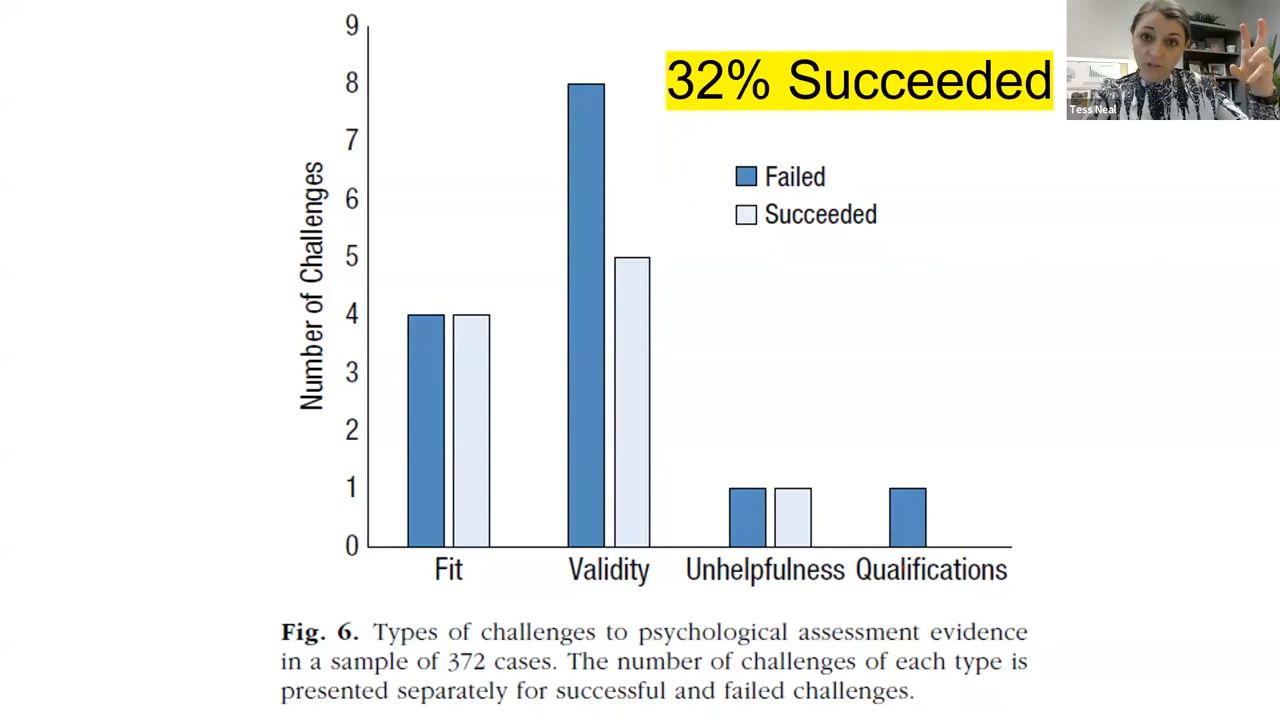 32% Succeeded
Tess Neal
Number of Challenges
9
8
7
6
5
4
3
2
1
0
Failed
Succeeded
Fit
Validity
Unhelpfulness
Qualifications
Fig. 6. Types of challenges to psychological assessment evidence
in a sample of 372 cases. The number of challenges of each type is
presented separately for successful and failed challenges.